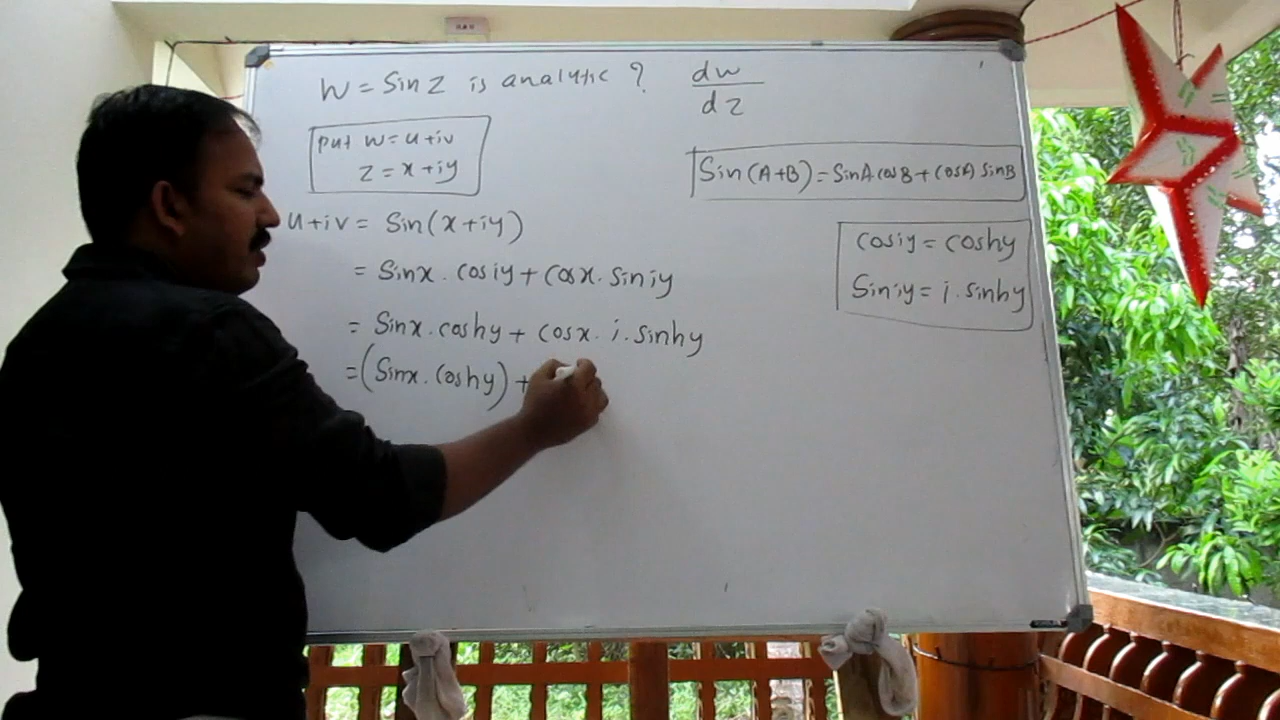 W = Sin Z is analytic ? dw/dz
put w = u+iv
z = x+iy
Sin(A+B) = SinA cosB + cosA sinB
u+iv = Sin(x+iy)
cosiy = coshy
= Sinx . cosiy + cosx . siniy
Siniy = i . sinhy
= Sinx . coshy + cosx . i . sinhy
= (Sinx . coshy) +